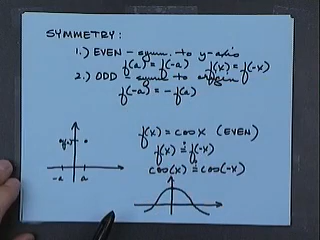 SYMMETRY:
1.) EVEN - symm. to y-axis
f(a) = f(-a) f(x) = f(-x)
2.) ODD - symm to origin
f(-a) = -f(a)
f(x) = cos x (EVEN)
f(x) ≟ f(-x)
cos(x) ≟ cos(-x)
f(a)
-a a